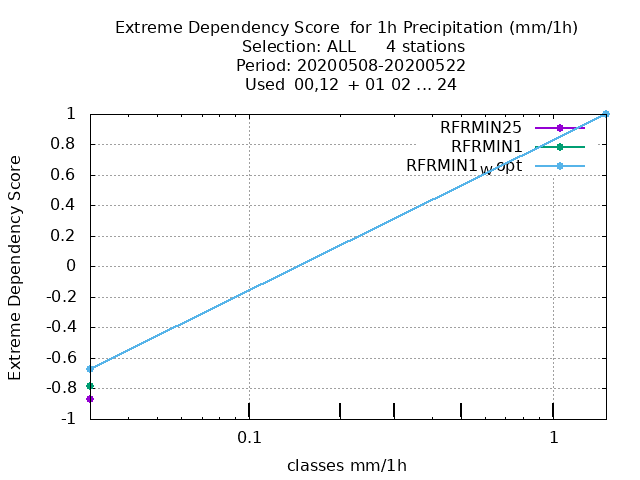 Extreme Dependency Score  for 1h Precipitation (mm/1h)
Selection: ALL      4 stations
Period: 20200508-20200522
Used  00,12  + 01 02 ... 24
Extreme Dependency Score
1
0.8
0.6
0.4
0.2
0
-0.2
-0.4
-0.6
-0.8
-1
RFRMIN25
RFRMIN1
RFRMIN1wopt
0.1
1
classes mm/1h